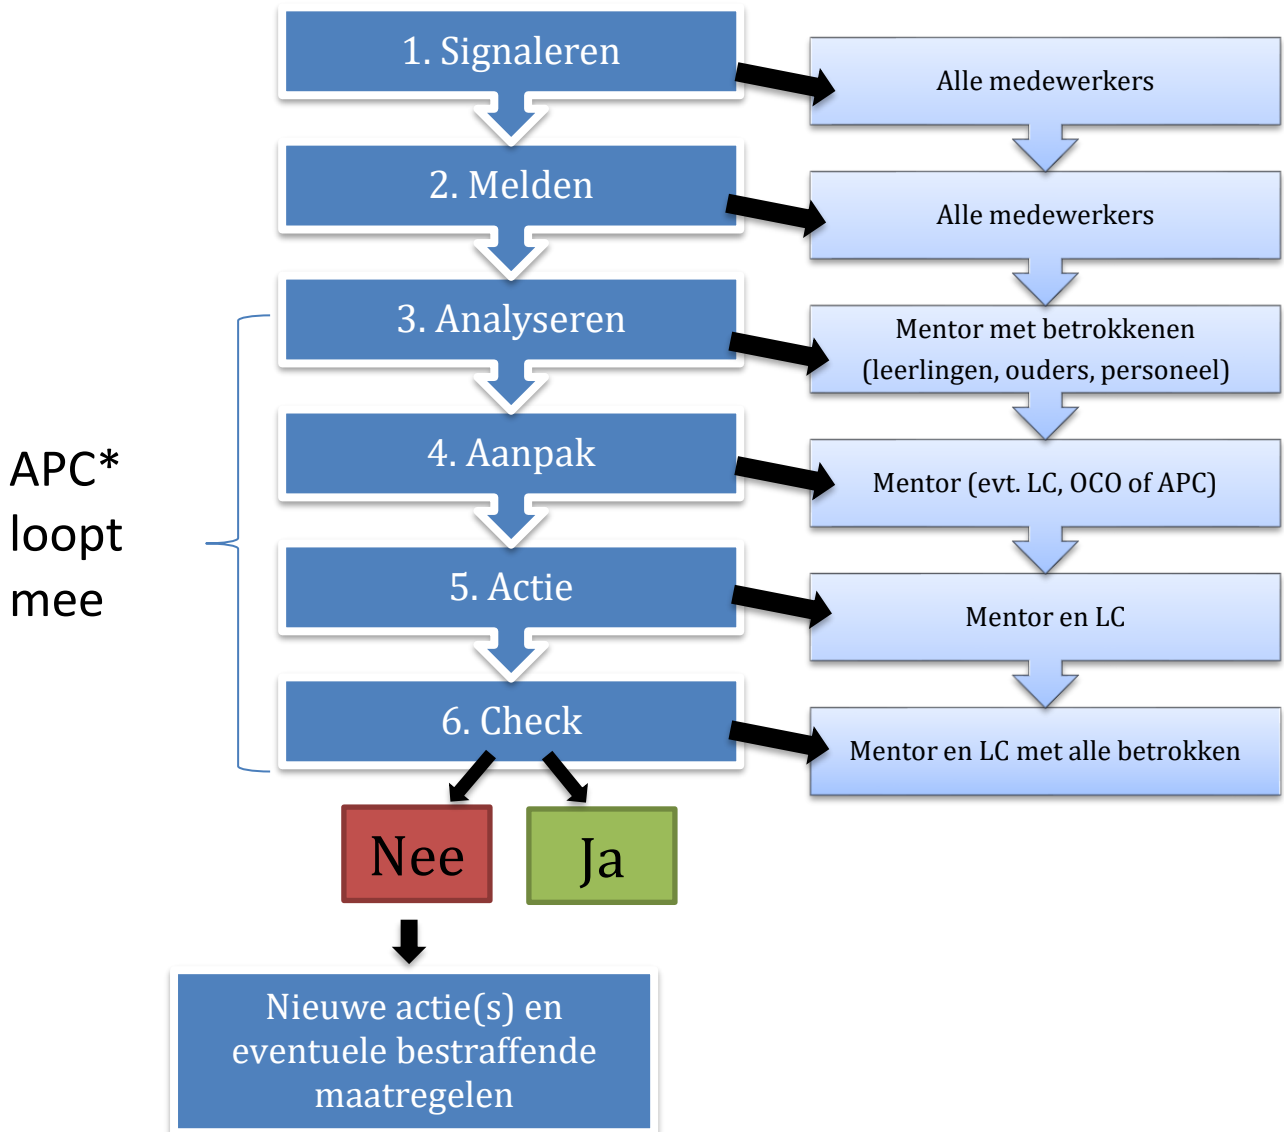 1. Signaleren
Alle medewerkers
2. Melden
Alle medewerkers
3. Analyseren
Mentor met betrokkenen
(leerlingen, ouders, personeel)
APC*
loopt
mee
4. Aanpak
Mentor (evt. LC, OCO of APC)
5. Actie
Mentor en LC
6. Check
Mentor en LC met alle betrokken
Nee
Ja
Nieuwe actie(s) en
eventuele bestraffende
maatregelen